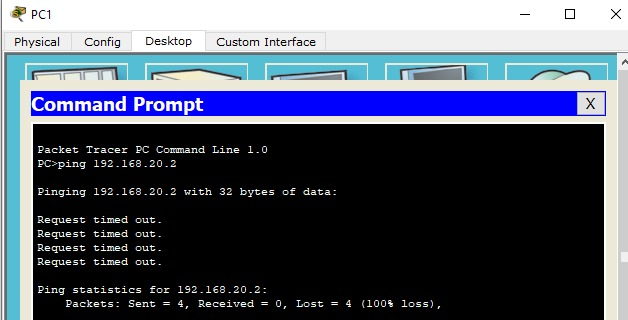 PC1
Physical Config Desktop Custom Interface
Command Prompt X
Packet Tracer PC Command Line 1.0
PC>ping 192.168.20.2
Pinging 192.168.20.2 with 32 bytes of data:
Request timed out.
Request timed out.
Request timed out.
Request timed out.
Ping statistics for 192.168.20.2:
    Packets: Sent = 4, Received = 0, Lost = 4 (100% loss),